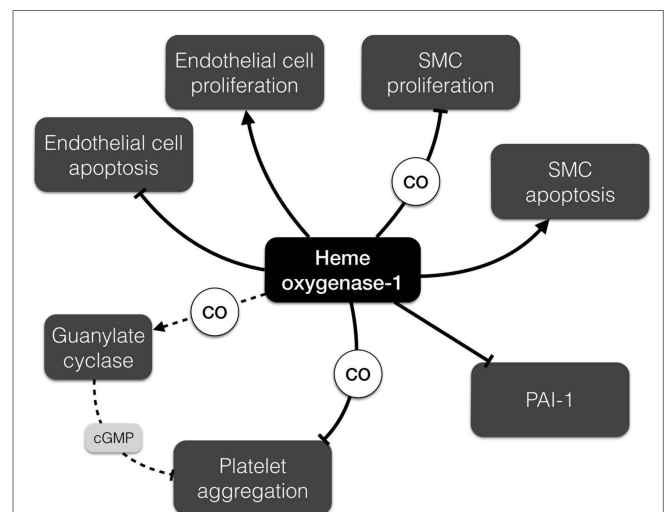 Endothelial cell
proliferation
SMC
proliferation
Endothelial cell
apoptosis
SMC
apoptosis
CO
Heme
oxygenase-1
CO
Guanylate
cyclase
CO
PAI-1
cGMP
Platelet
aggregation